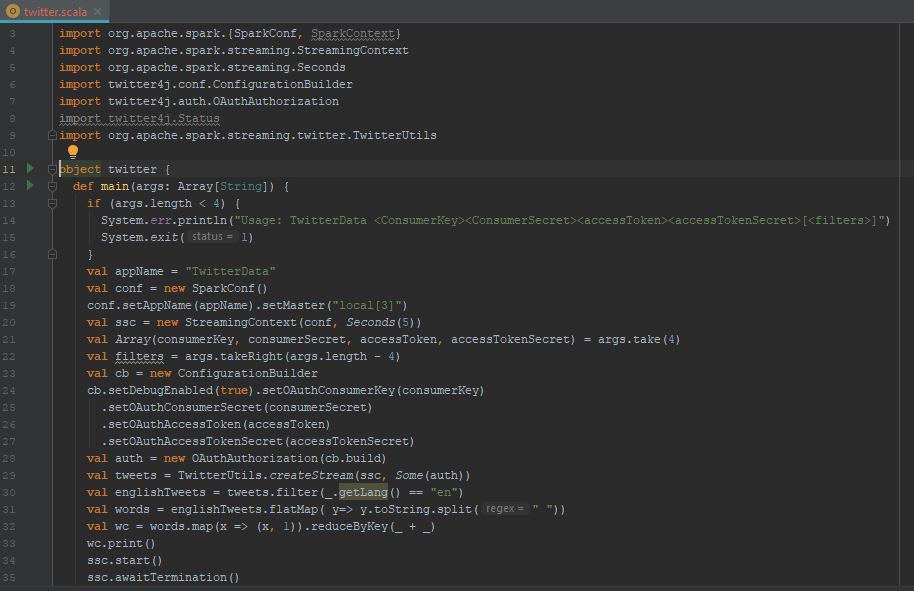 twitter.scala
3 import org.apache.spark.{SparkConf, SparkContext}
4 import org.apache.spark.streaming.StreamingContext
5 import org.apache.spark.streaming.Seconds
6 import twitter4j.conf.ConfigurationBuilder
7 import twitter4j.auth.OAuthAuthorization
8 import twitter4j.Status
9 import org.apache.spark.streaming.twitter.TwitterUtils
10
11 object twitter {
12   def main(args: Array[String]) {
13     if (args.length < 4) {
14       System.err.println("Usage: TwitterData <ConsumerKey><ConsumerSecret><accessToken><accessTokenSecret>[<filters>]")
15       System.exit( status = 1)
16     }
17     val appName = "TwitterData"
18     val conf = new SparkConf()
19     conf.setAppName(appName).setMaster("local[3]")
20     val ssc = new StreamingContext(conf, Seconds(5))
21     val Array(consumerKey, consumerSecret, accessToken, accessTokenSecret) = args.take(4)
22     val filters = args.takeRight(args.length - 4)
23     val cb = new ConfigurationBuilder
24     cb.setDebugEnabled(true).setOAuthConsumerKey(consumerKey)
25       .setOAuthConsumerSecret(consumerSecret)
26       .setOAuthAccessToken(accessToken)
27       .setOAuthAccessTokenSecret(accessTokenSecret)
28     val auth = new OAuthAuthorization(cb.build)
29     val tweets = TwitterUtils.createStream(ssc, Some(auth))
30     val englishTweets = tweets.filter(_.getLang() == "en")
31     val words = englishTweets.flatMap( y=> y.toString.split( regex = " "))
32     val wc = words.map(x => (x, 1)).reduceByKey(_ + _)
33     wc.print()
34     ssc.start()
35     ssc.awaitTermination()